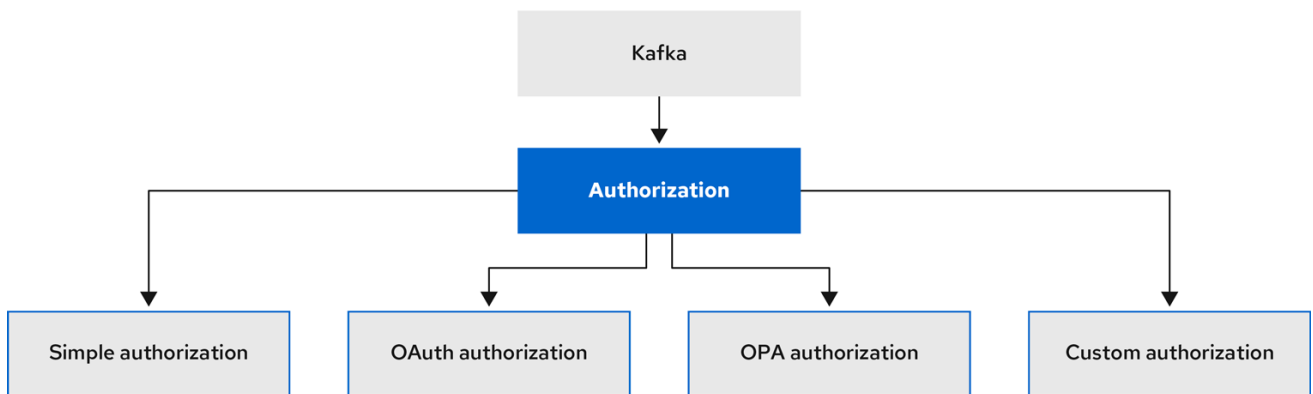 Kafka
Authorization
Simple authorization
OAuth authorization
OPA authorization
Custom authorization